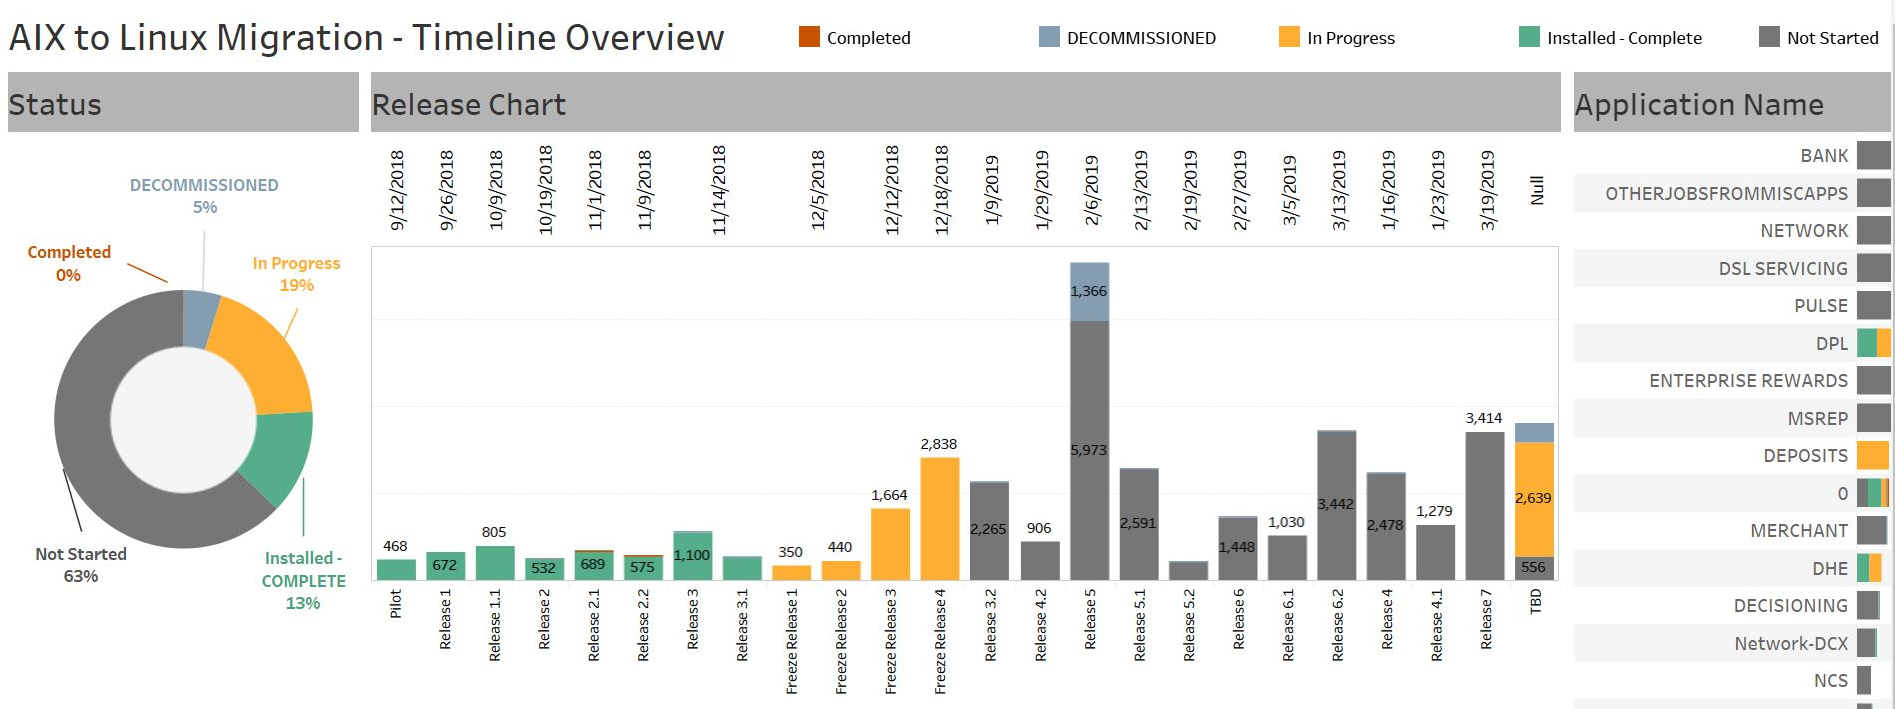 AIX to Linux Migration - Timeline Overview
Completed
DECOMMISSIONED
In Progress
Installed - Complete
Not Started
Status
Release Chart
Application Name
DECOMMISSIONED
5%
Completed
0%
In Progress
19%
Not Started
63%
Installed -
COMPLETE
13%
9/12/2018
9/26/2018
10/9/2018
10/19/2018
11/1/2018
11/9/2018
11/14/2018
12/5/2018
12/12/2018
12/18/2018
1/9/2019
1/29/2019
2/6/2019
2/13/2019
2/19/2019
2/27/2019
3/5/2019
3/13/2019
1/16/2019
1/23/2019
3/19/2019
Null
468
672
805
532
689
575
1,100
350
440
1,664
2,838
2,265
906
1,366
5,973
2,591
1,448
1,030
3,442
2,478
1,279
3,414
2,639
556
Pilot
Release 1
Release 1.1
Release 2
Release 2.1
Release 2.2
Release 3
Release 3.1
Freeze Release 1
Freeze Release 2
Freeze Release 3
Freeze Release 4
Release 3.2
Release 4.2
Release 5
Release 5.1
Release 5.2
Release 6
Release 6.1
Release 6.2
Release 4
Release 4.1
Release 7
TBD
BANK
OTHERJOBSFROMMISCAPPS
NETWORK
DSL SERVICING
PULSE
DPL
ENTERPRISE REWARDS
MSREP
DEPOSITS
0
MERCHANT
DHE
DECISIONING
Network-DCX
NCS